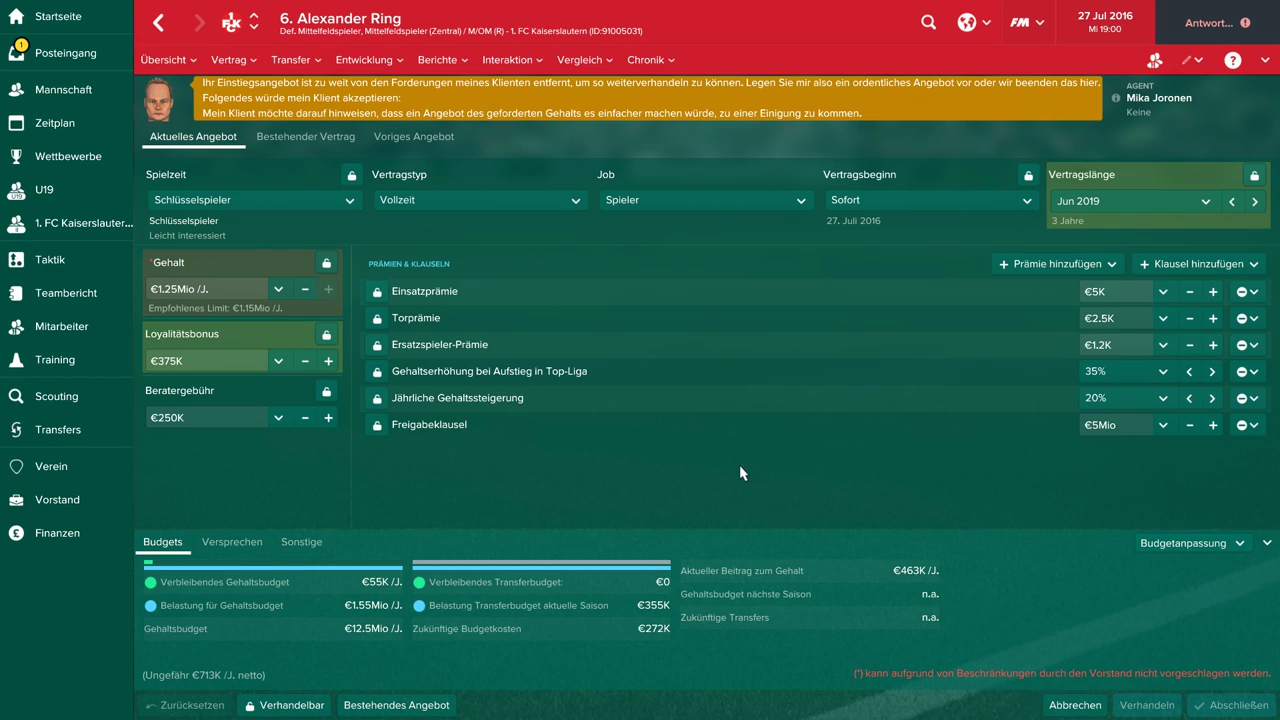 Startseite
1
Posteingang
Mannschaft
Zeitplan
Wettbewerbe
U19
U19
1. FC Kaiserslauter...
Taktik
Teambericht
Mitarbeiter
Training
Scouting
Transfers
Verein
Vorstand
Finanzen
6. Alexander Ring
Def. Mittelfeldspieler, Mittelfeldspieler (Zentral) / M/OM (R) - 1. FC Kaiserslautern (ID:91005031)
FM
27 Jul 2016
Mi 19:00
Antwort...
Übersicht
Vertrag
Transfer
Entwicklung
Berichte
Interaktion
Vergleich
Chronik
Ihr Einstiegsangebot ist zu weit von den Forderungen meines Klienten entfernt, um so weiterverhandeln zu können. Legen Sie mir also ein ordentliches Angebot vor oder wir beenden das hier.
Folgendes würde mein Klient akzeptieren:
Mein Klient möchte darauf hinweisen, dass ein Angebot des geforderten Gehalts es einfacher machen würde, zu einer Einigung zu kommen.
AGENT
Mika Joronen
Keine
Aktuelles Angebot
Bestehender Vertrag
Voriges Angebot
Spielzeit
Schlüsselspieler
Schlüsselspieler
Leicht interessiert
Vertragstyp
Vollzeit
Job
Spieler
Vertragsbeginn
Sofort
27. Juli 2016
Vertragslänge
Jun 2019
3 Jahre
*Gehalt
€1.25Mio /J.
Empfohlenes Limit: €1.15Mio /J.
Loyalitätsbonus
€375K
Beratergebühr
€250K
PRÄMIEN & KLAUSELN
Prämie hinzufügen
Klausel hinzufügen
Einsatzprämie €5K
Torprämie €2.5K
Ersatzspieler-Prämie €1.2K
Gehaltserhöhung bei Aufstieg in Top-Liga 35%
Jährliche Gehaltssteigerung 20%
Freigabeklausel €5Mio
Budgets
Versprechen
Sonstige
Budgetanpassung
Verbleibendes Gehaltsbudget €55K /J.
Belastung für Gehaltsbudget €1.55Mio /J.
Gehaltsbudget €12.5Mio /J.
Verbleibendes Transferbudget: €0
Belastung Transferbudget aktuelle Saison €355K
Zukünftige Budgetkosten €272K
Aktueller Beitrag zum Gehalt €463K /J.
Gehaltsbudget nächste Saison n.a.
Zukünftige Transfers n.a.
(Ungefähr €713K /J. netto)
(*) kann aufgrund von Beschränkungen durch den Vorstand nicht vorgeschlagen werden.
Zurücksetzen
Verhandelbar
Bestehendes Angebot
Abbrechen
Verhandeln
Abschließen